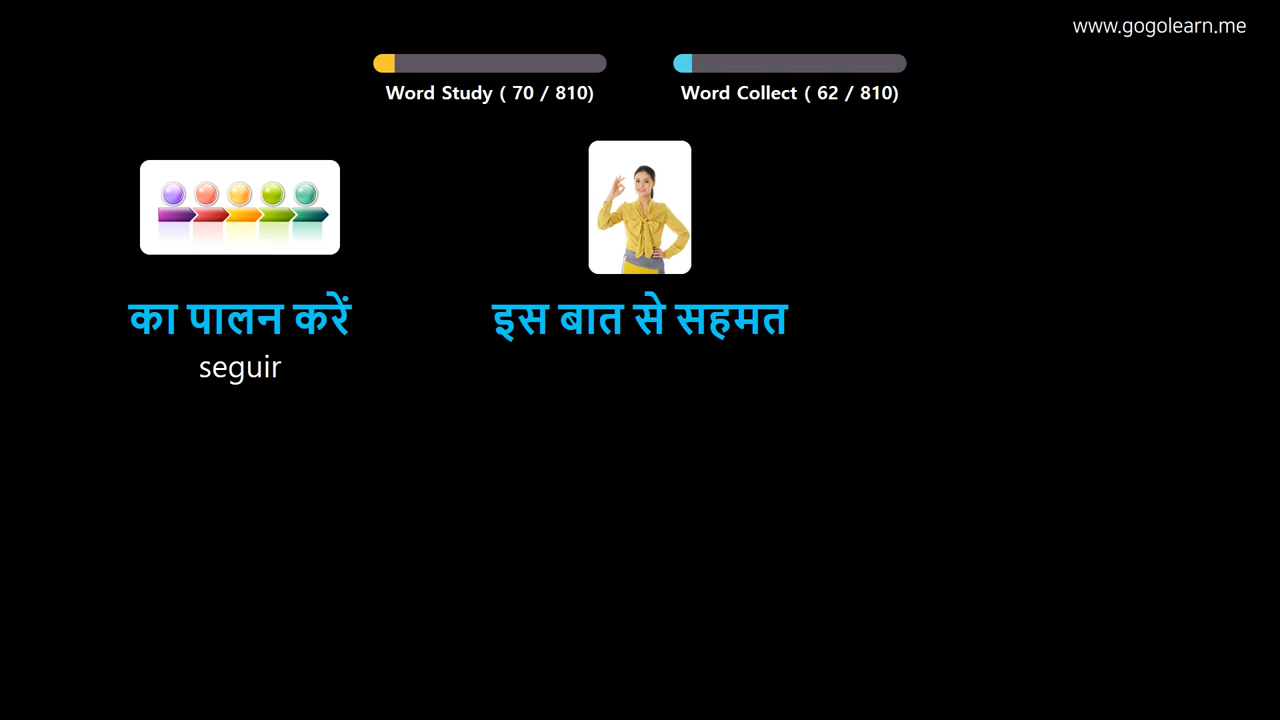 www.gogolearn.me
Word Study ( 70 / 810)
Word Collect ( 62 / 810)
का पालन करें
seguir
इस बात से सहमत